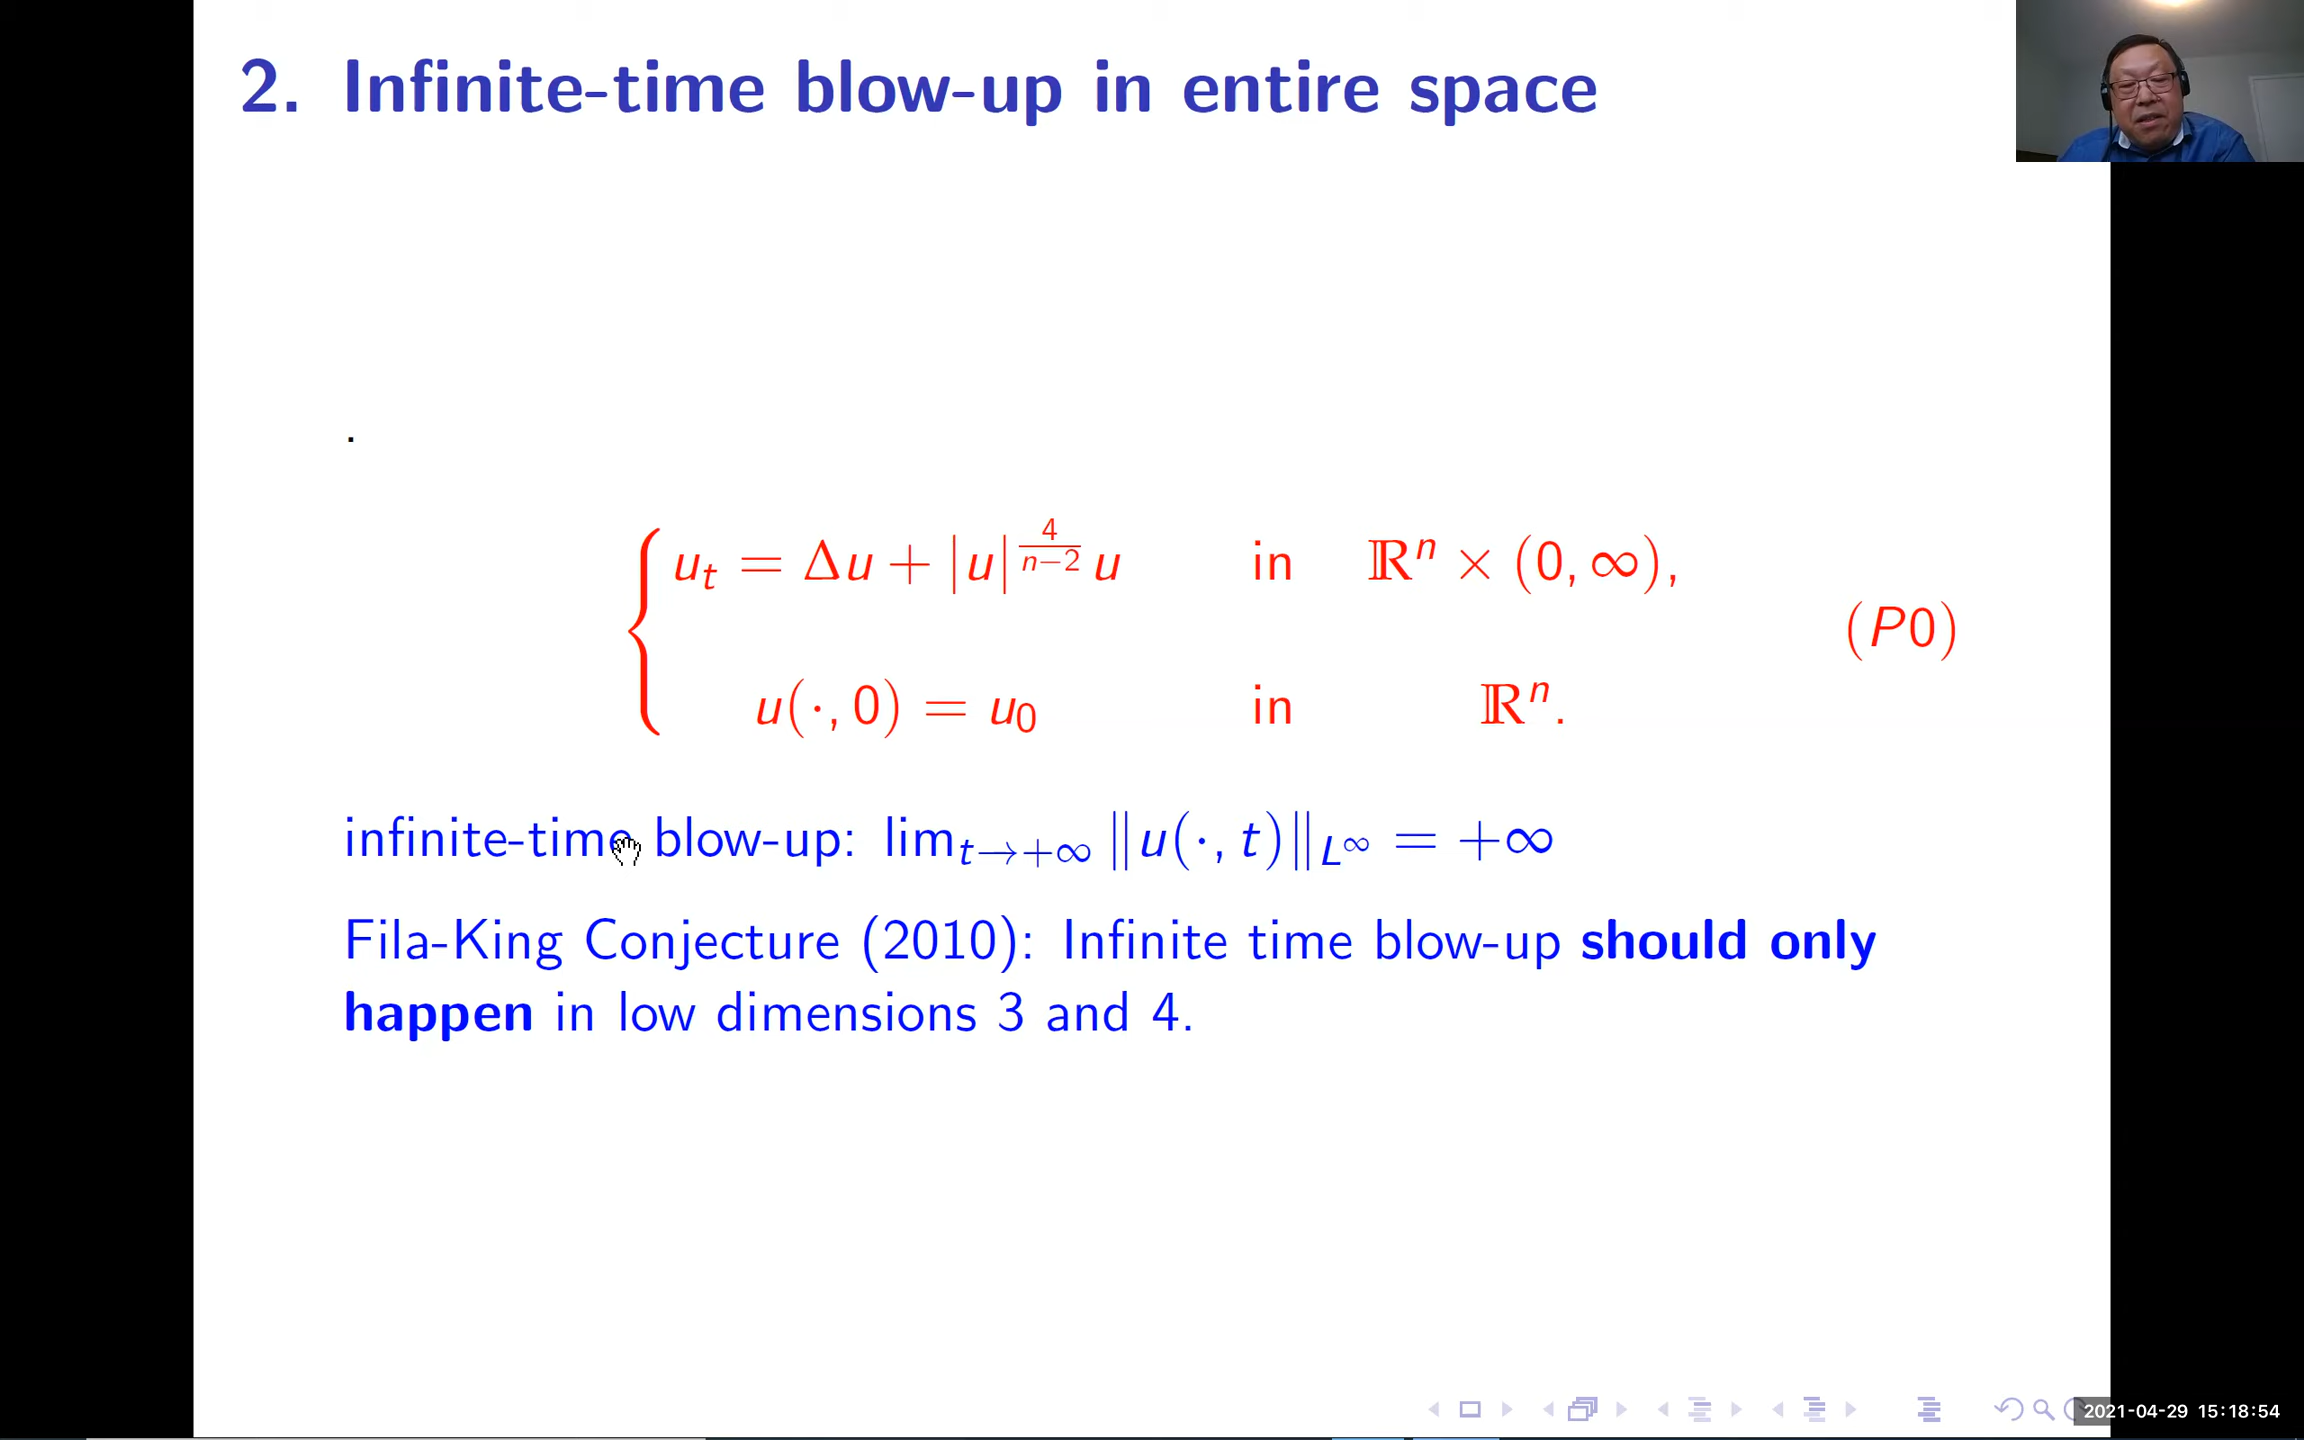 2. Infinite-time blow-up in entire space
.
u_t = Δu + |u|^{\frac{4}{n−2}} u in ℝ^n × (0, ∞),
(P0)
u(·, 0) = u_0 in ℝ^n.
infinite-time blow-up: lim_{t→+∞} ‖u(·, t)‖_{L^∞} = +∞
Fila-King Conjecture (2010): Infinite time blow-up should only
happen in low dimensions 3 and 4.
2021-04-29 15:18:54